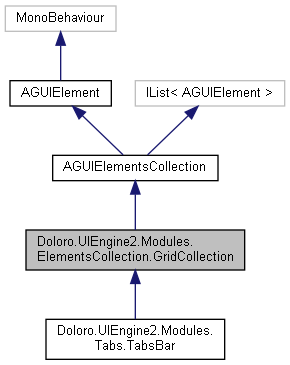 MonoBehaviour
AGUIElement
IList< AGUIElement >
AGUIElementsCollection
Doloro.UIEngine2.Modules.
ElementsCollection.GridCollection
Doloro.UIEngine2.Modules.
Tabs.TabsBar